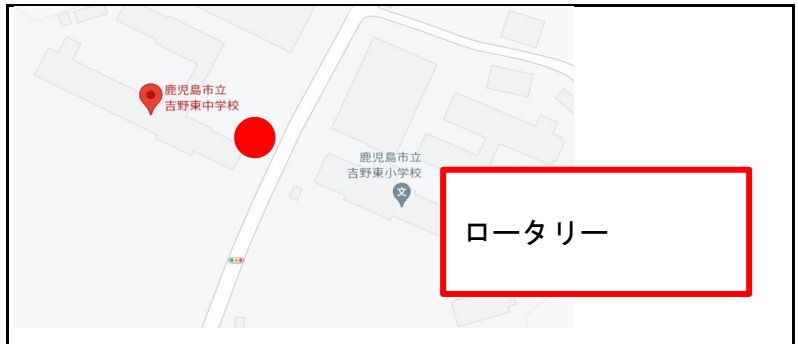 鹿児島市立
吉野東中学校
鹿児島市立
吉野東小学校
文
ロータリー